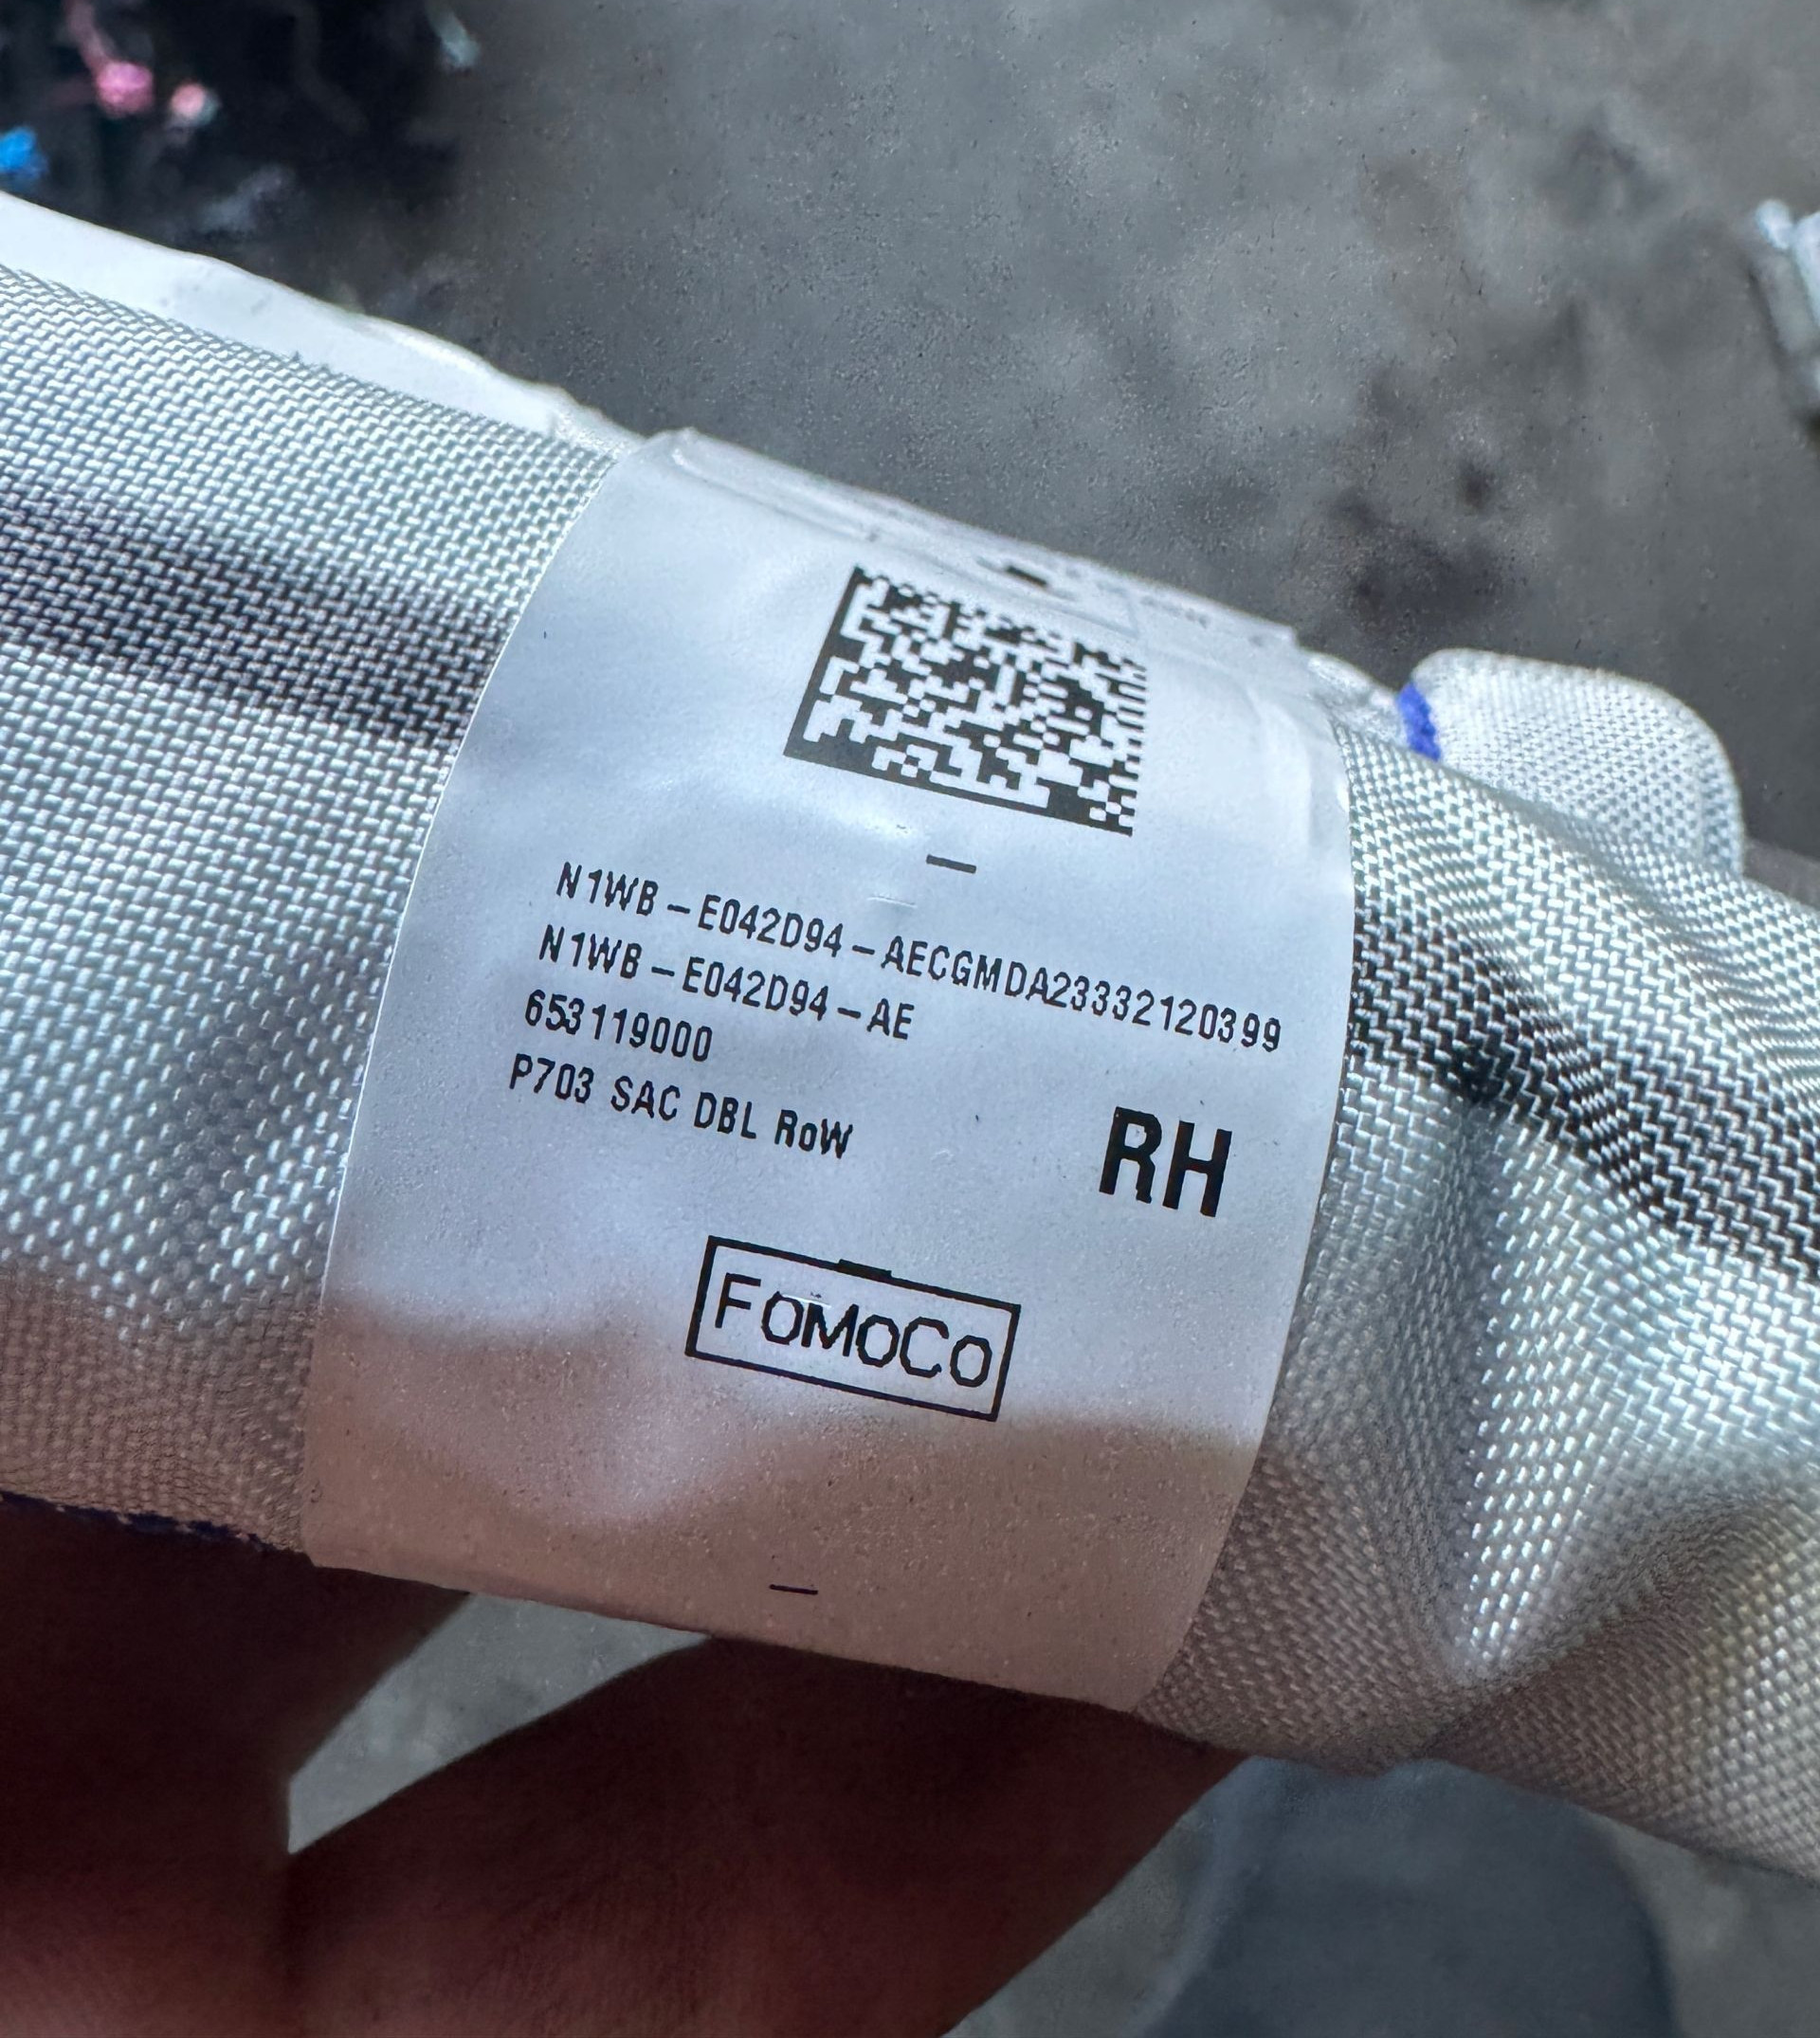 N1WB-E042D94-AECGMDA23332120399
N1WB-E042D94-AE
653119000
P703 SAC DBL RoW
RH
FoMoCo